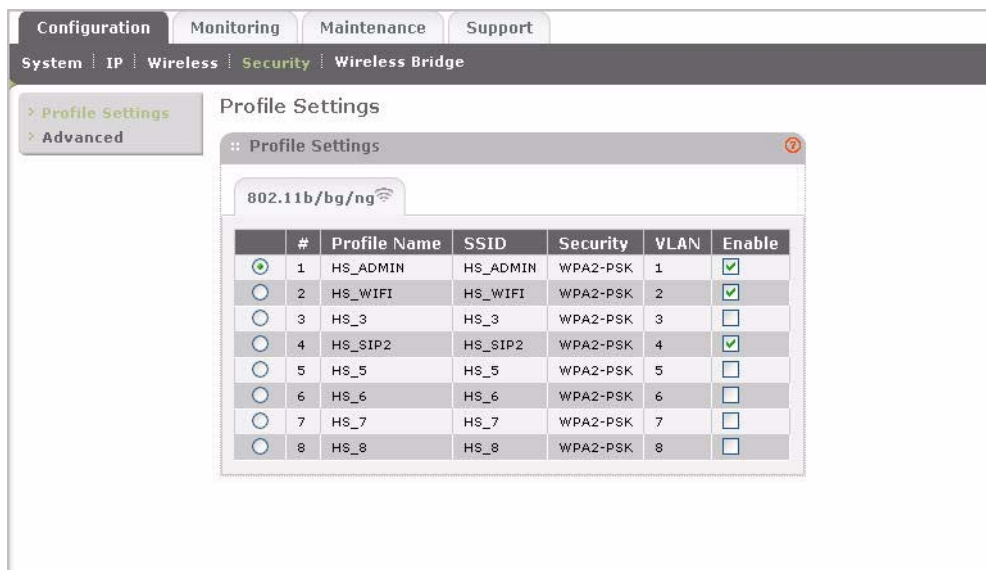 Configuration Monitoring Maintenance Support
System IP Wireless Security Wireless Bridge
Profile Settings
Advanced
Profile Settings
Profile Settings
802.11b/bg/ng
# Profile Name SSID Security VLAN Enable
1 HS_ADMIN HS_ADMIN WPA2-PSK 1
2 HS_WIFI HS_WIFI WPA2-PSK 2
3 HS_3 HS_3 WPA2-PSK 3
4 HS_SIP2 HS_SIP2 WPA2-PSK 4
5 HS_5 HS_5 WPA2-PSK 5
6 HS_6 HS_6 WPA2-PSK 6
7 HS_7 HS_7 WPA2-PSK 7
8 HS_8 HS_8 WPA2-PSK 8